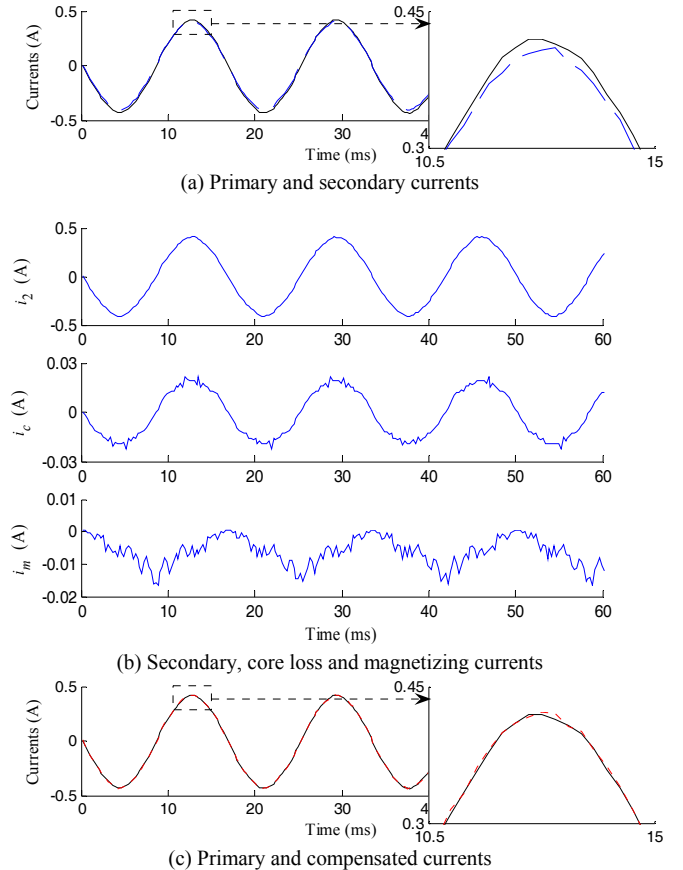 0.5
0
-0.5
Currents (A)
0 10 20 30 4
Time (ms)
0.45
0.3
10.5 15
(a) Primary and secondary currents
0.5
0
-0.5
i2 (A)
0 10 20 30 40 50 60
0.03
0
-0.03
ic (A)
0 10 20 30 40 50 60
0.01
0
-0.01
-0.02
im (A)
0 10 20 30 40 50 60
Time (ms)
(b) Secondary, core loss and magnetizing currents
0.5
0
-0.5
Currents (A)
0 10 20 30
Time (ms)
0.45
4
0.3
10.5 15
(c) Primary and compensated currents